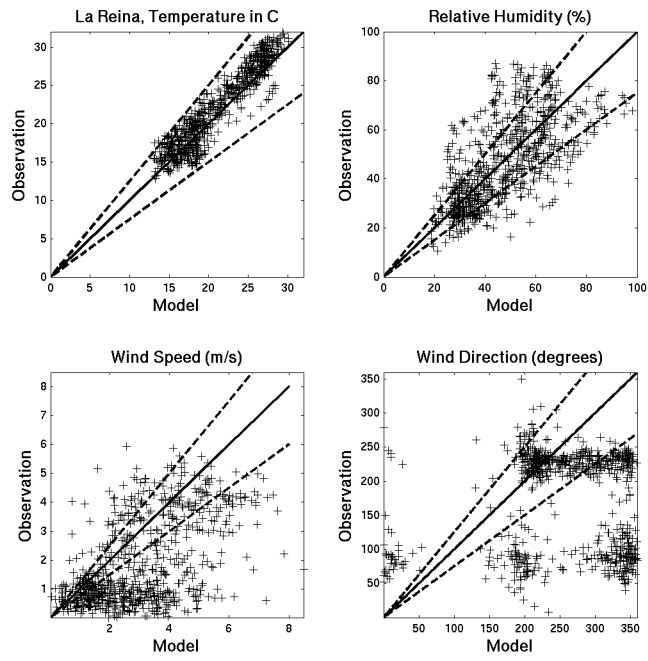 La Reina, Temperature in C
Relative Humidity (%)
30
25
20
15
10
5
0
Observation
0 5 10 15 20 25 30
Model
100
80
60
40
20
0
Observation
0 20 40 60 80 100
Model
Wind Speed (m/s)
Wind Direction (degrees)
8
7
6
5
4
3
2
1
Observation
2 4 6 8
Model
350
300
250
200
150
100
50
Observation
50 100 150 200 250 300 350
Model